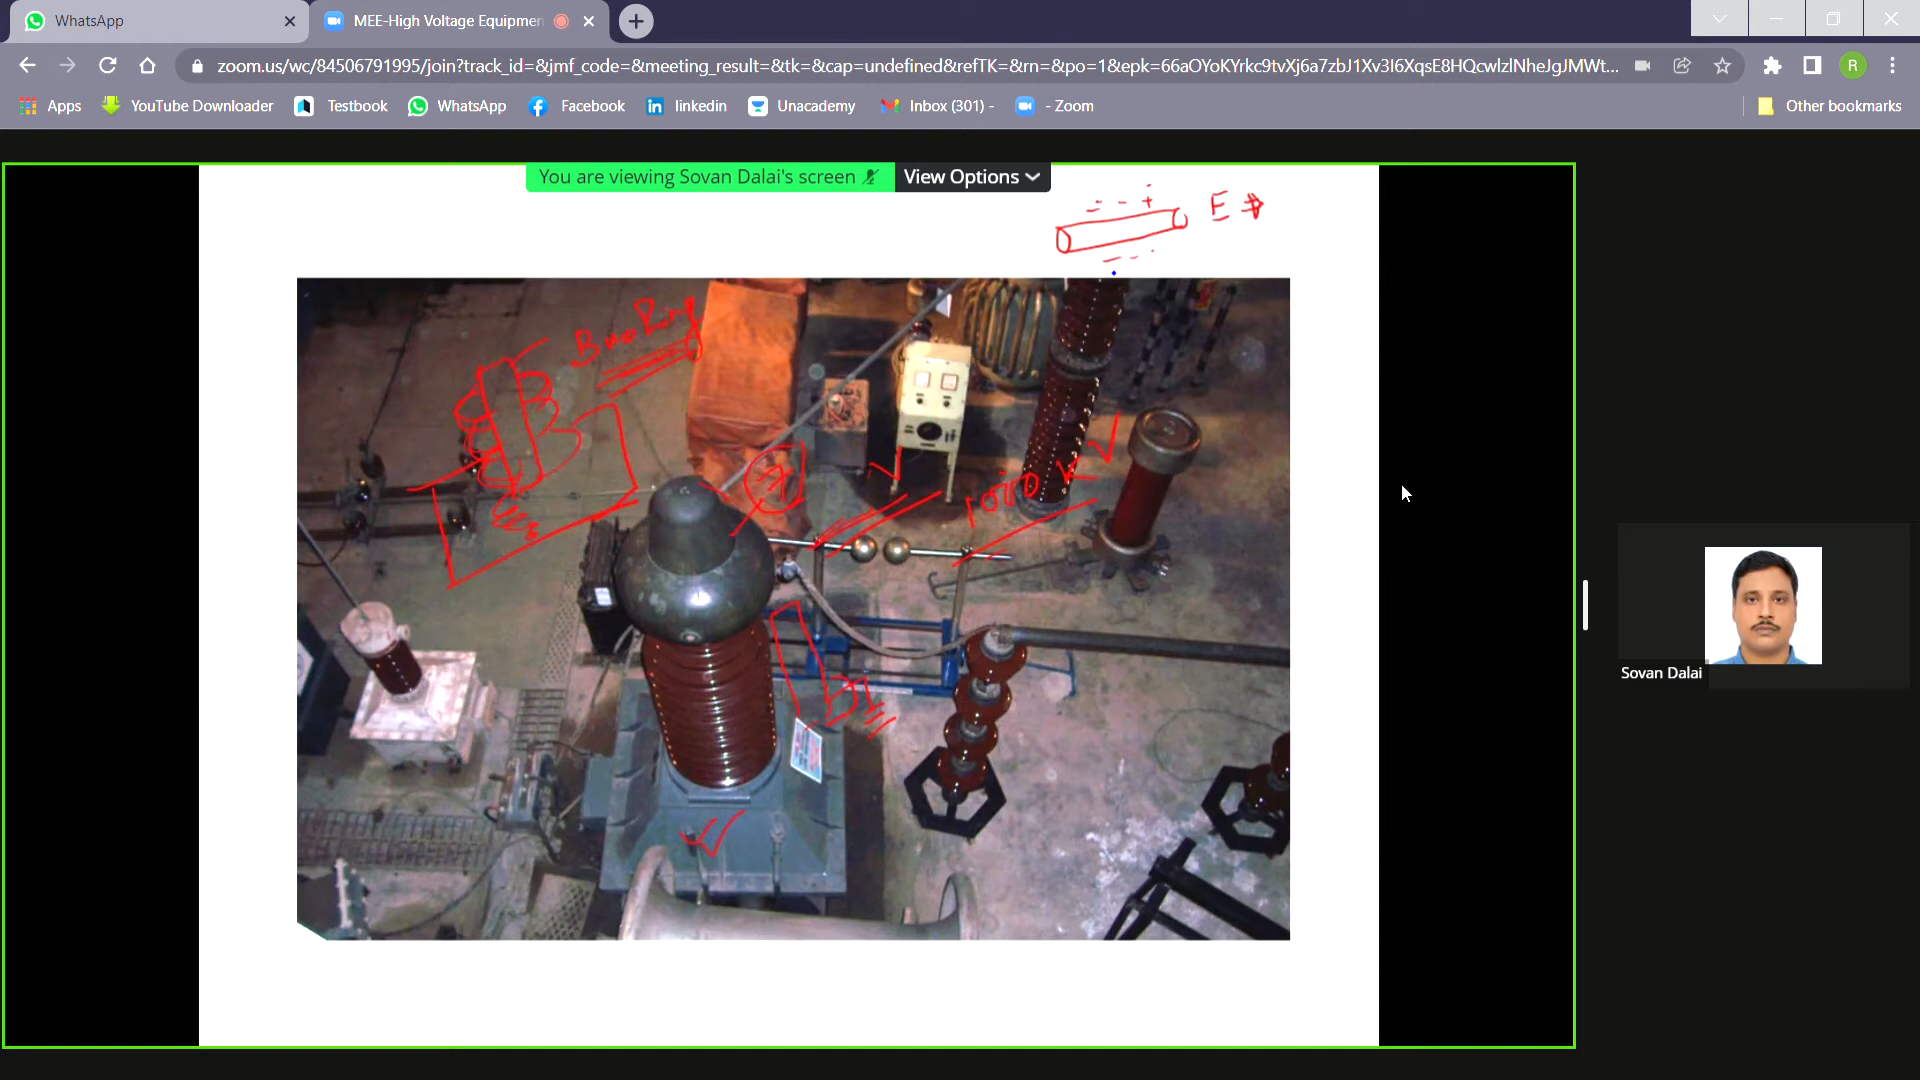 WhatsApp
MEE-High Voltage Equipmen
zoom.us/wc/84506791995/join?track_id=&jmf_code=&meeting_result=&tk=&cap=undefined&refTK=&rn=&po=1&epk=66aOYoKYrkc9tvXj6a7zbJ1Xv3I6XqsE8HQcwlzlNheJgJMWt...
R
Apps
YouTube Downloader
Testbook
WhatsApp
Facebook
linkedin
Unacademy
Inbox (301) -
- Zoom
Other bookmarks
You are viewing Sovan Dalai's screen
View Options
E
1000 KV
Sovan Dalai